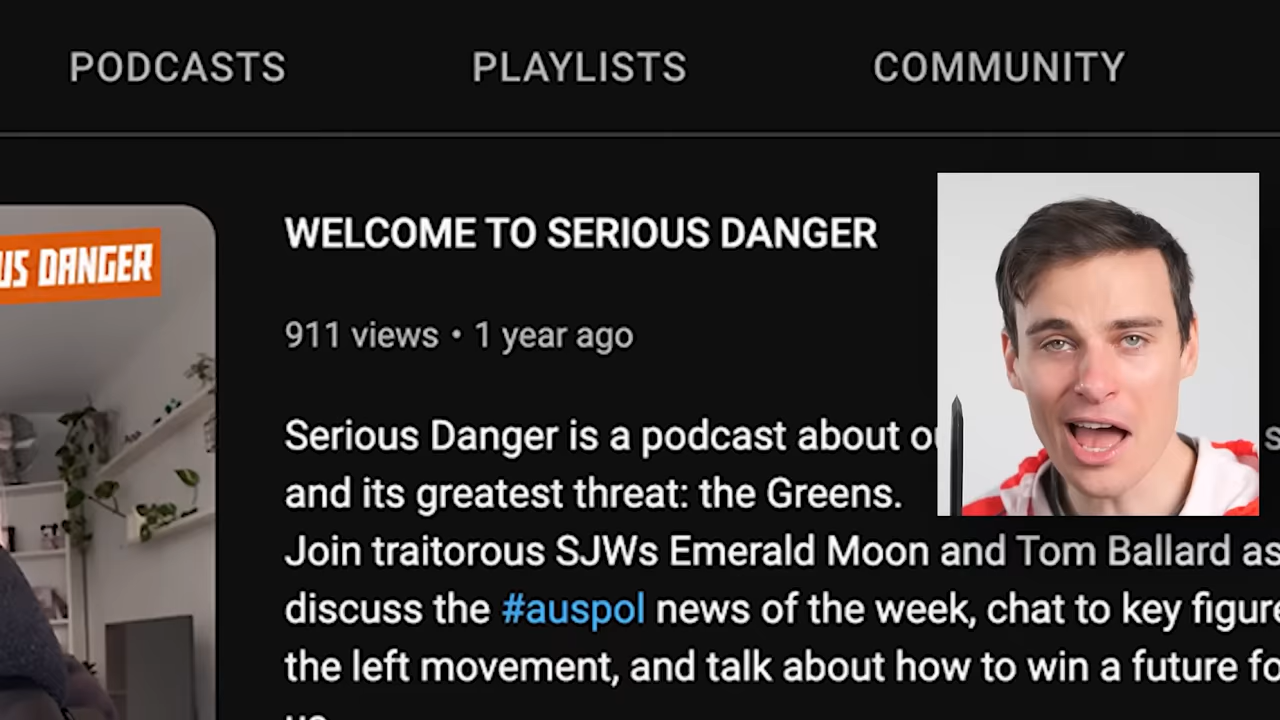 PODCASTS PLAYLISTS COMMUNITY
US DANGER
WELCOME TO SERIOUS DANGER
911 views • 1 year ago
Serious Danger is a podcast about
and its greatest threat: the Greens.
Join traitorous SJWs Emerald Moon and Tom Ballard as
discuss the #auspol news of the week, chat to key
the left movement, and talk about how to win a future